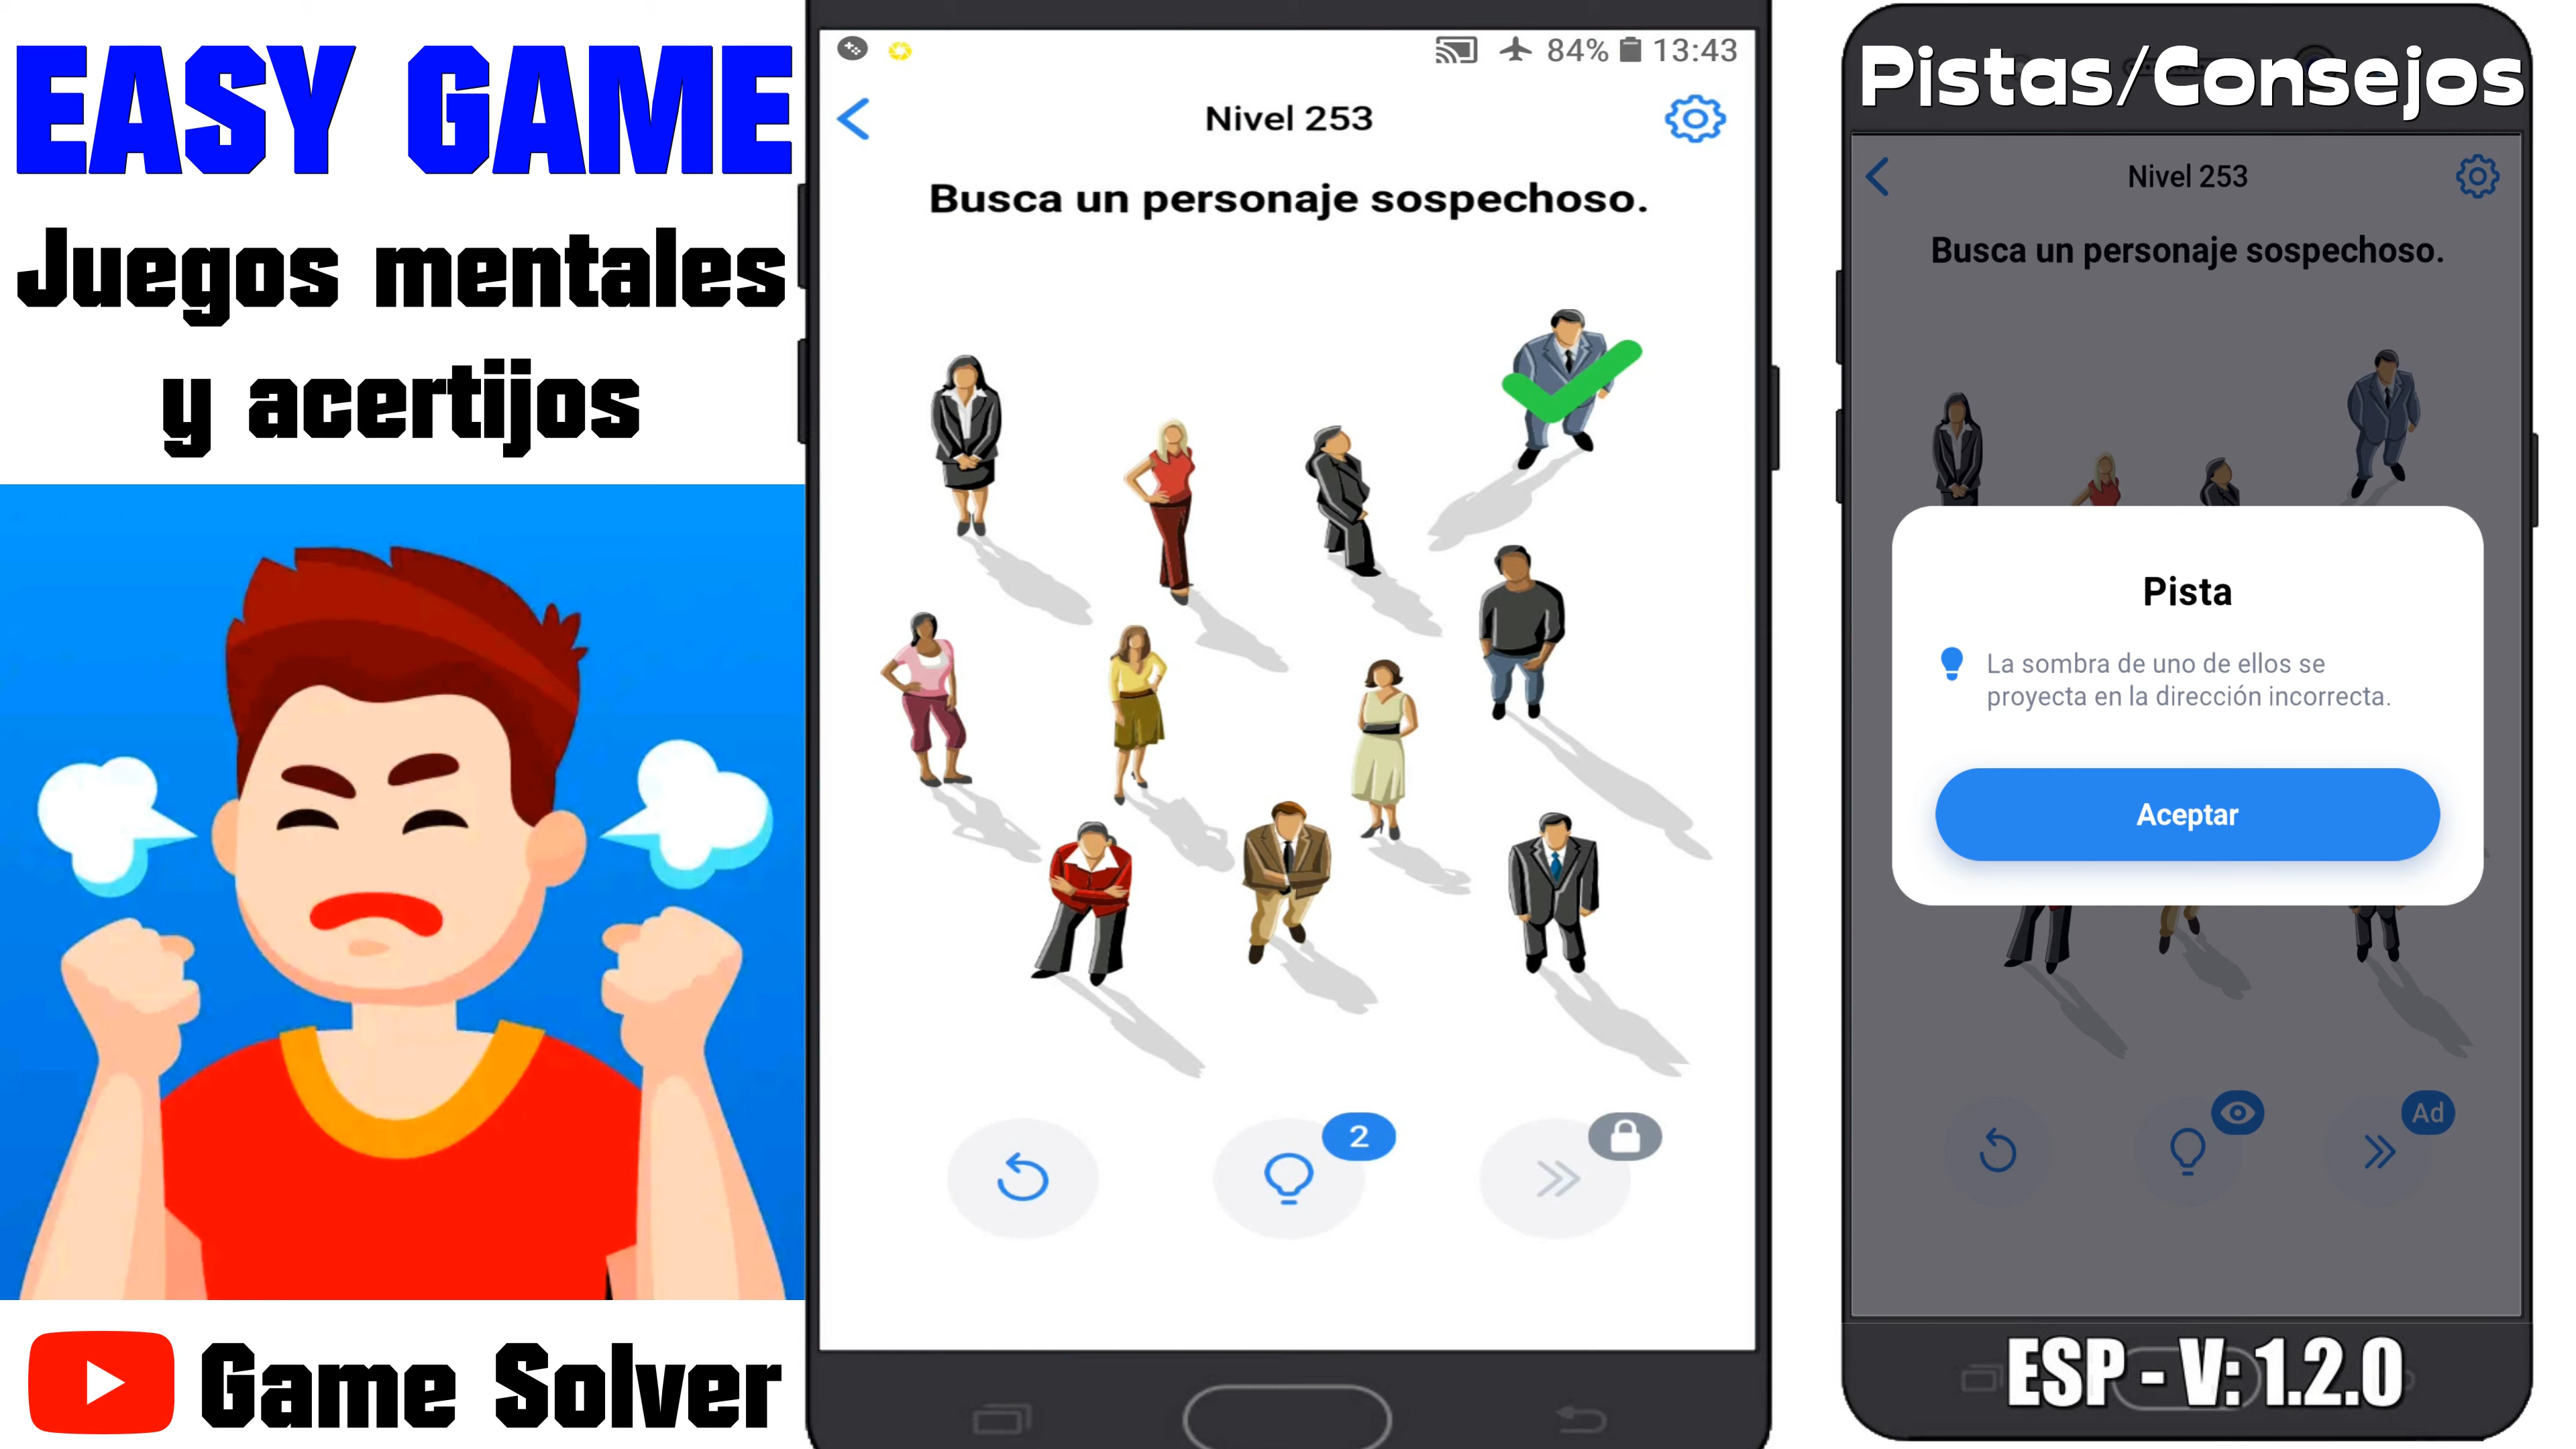 EASY GAME
Juegos mentales
y acertijos
Game Solver
84% 13:43
Nivel 253
Busca un personaje sospechoso.
2
Pistas/Consejos
Nivel 253
Busca un personaje sospechoso.
Pista
La sombra de uno de ellos se
proyecta en la dirección incorrecta.
Aceptar
Ad
ESP - V: 1.2.0